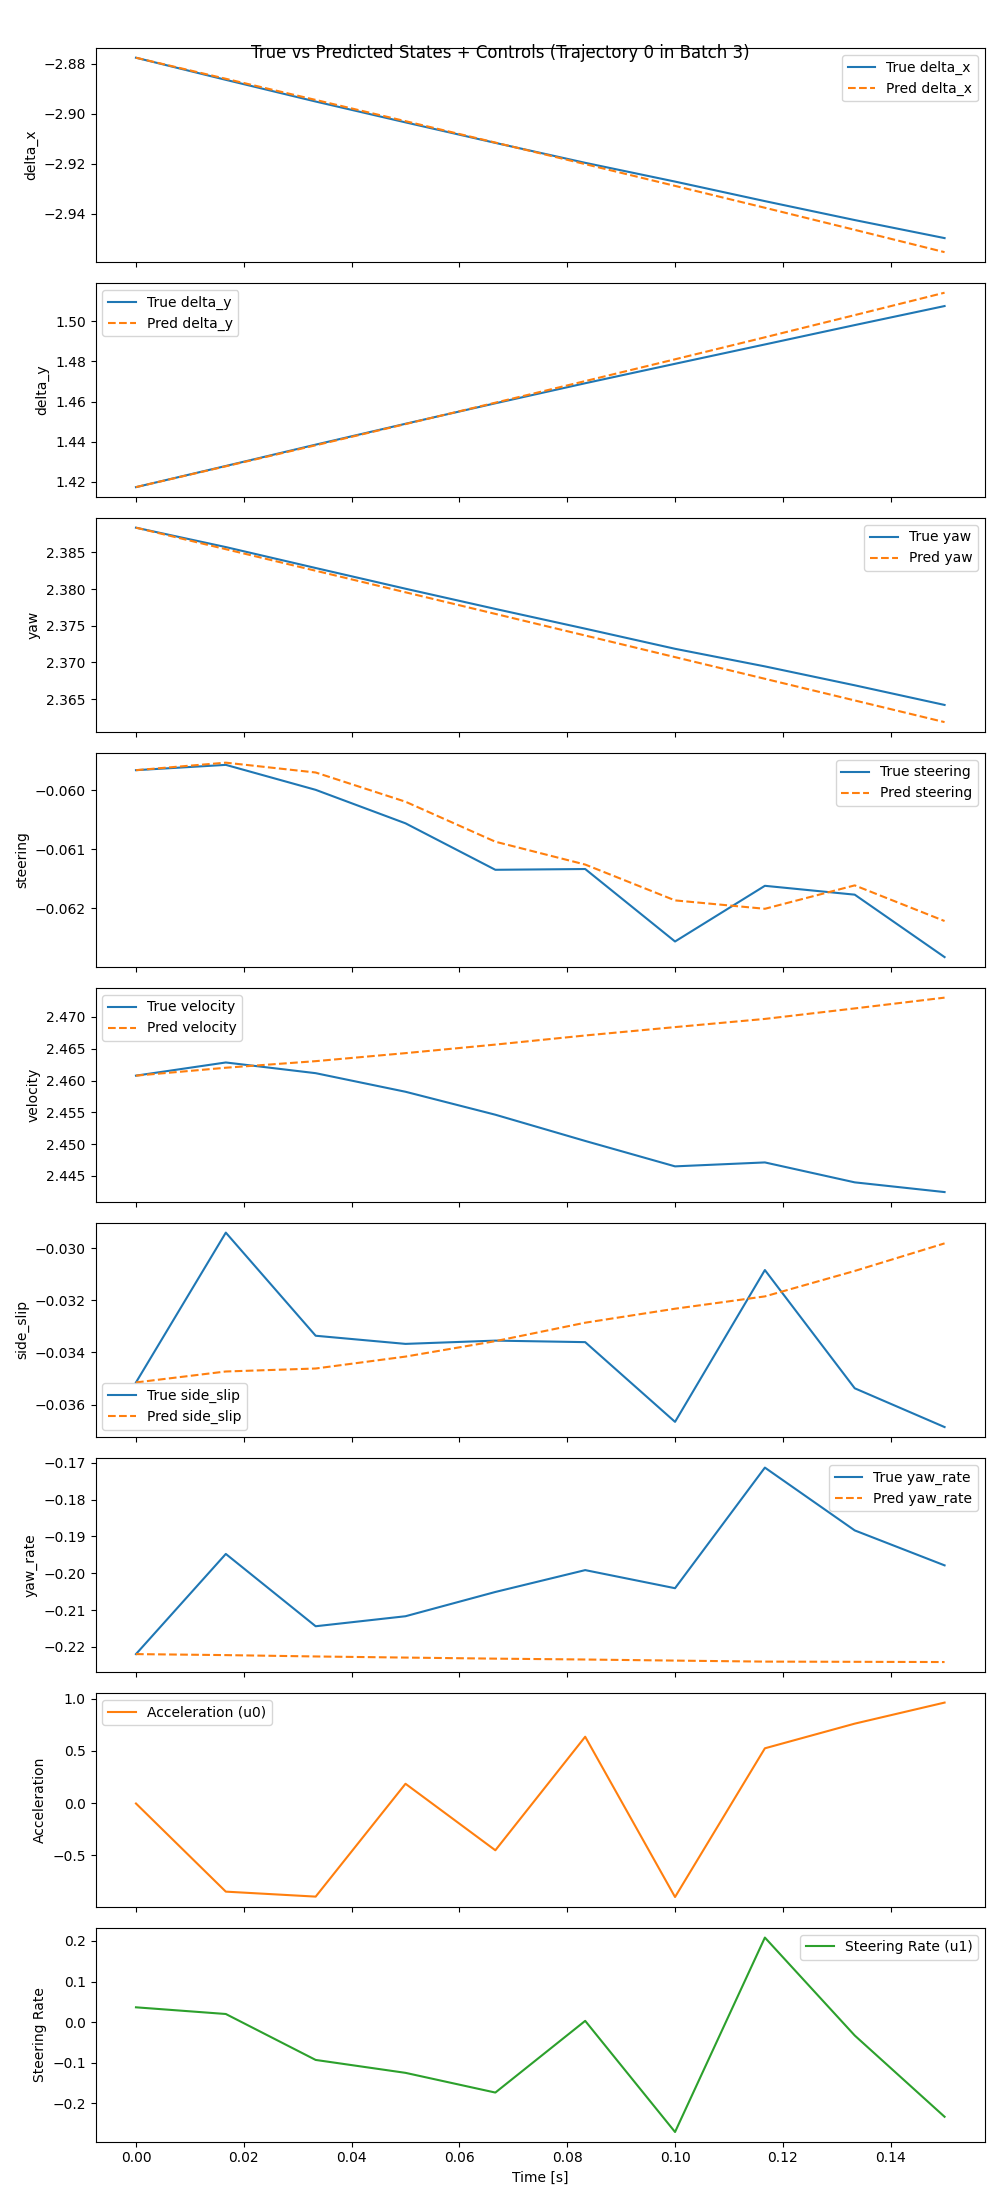 True vs Predicted States + Controls (Trajectory 0 in Batch 3)
−2.88
−2.90
−2.92
−2.94
delta_x
True delta_x
Pred delta_x
1.50
1.48
1.46
1.44
1.42
delta_y
True delta_y
Pred delta_y
2.385
2.380
2.375
2.370
2.365
yaw
True yaw
Pred yaw
−0.060
−0.061
−0.062
steering
True steering
Pred steering
2.470
2.465
2.460
2.455
2.450
2.445
velocity
True velocity
Pred velocity
−0.030
−0.032
−0.034
−0.036
side_slip
True side_slip
Pred side_slip
−0.17
−0.18
−0.19
−0.20
−0.21
−0.22
yaw_rate
True yaw_rate
Pred yaw_rate
1.0
0.5
0.0
−0.5
Acceleration
Acceleration (u0)
0.2
0.1
0.0
−0.1
−0.2
Steering Rate
Steering Rate (u1)
0.00 0.02 0.04 0.06 0.08 0.10 0.12 0.14
Time [s]